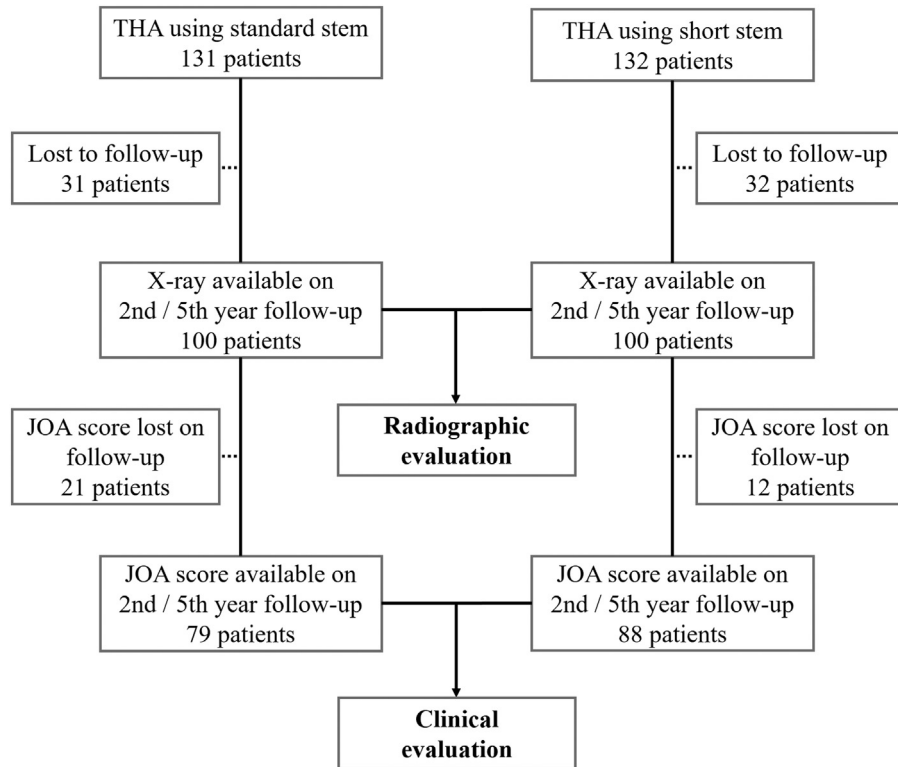 THA using standard stem
131 patients
THA using short stem
132 patients
Lost to follow-up
31 patients
Lost to follow-up
32 patients
X-ray available on
2nd / 5th year follow-up
100 patients
X-ray available on
2nd / 5th year follow-up
100 patients
Radiographic
evaluation
JOA score lost on
follow-up
21 patients
JOA score lost on
follow-up
12 patients
JOA score available on
2nd / 5th year follow-up
79 patients
JOA score available on
2nd / 5th year follow-up
88 patients
Clinical
evaluation